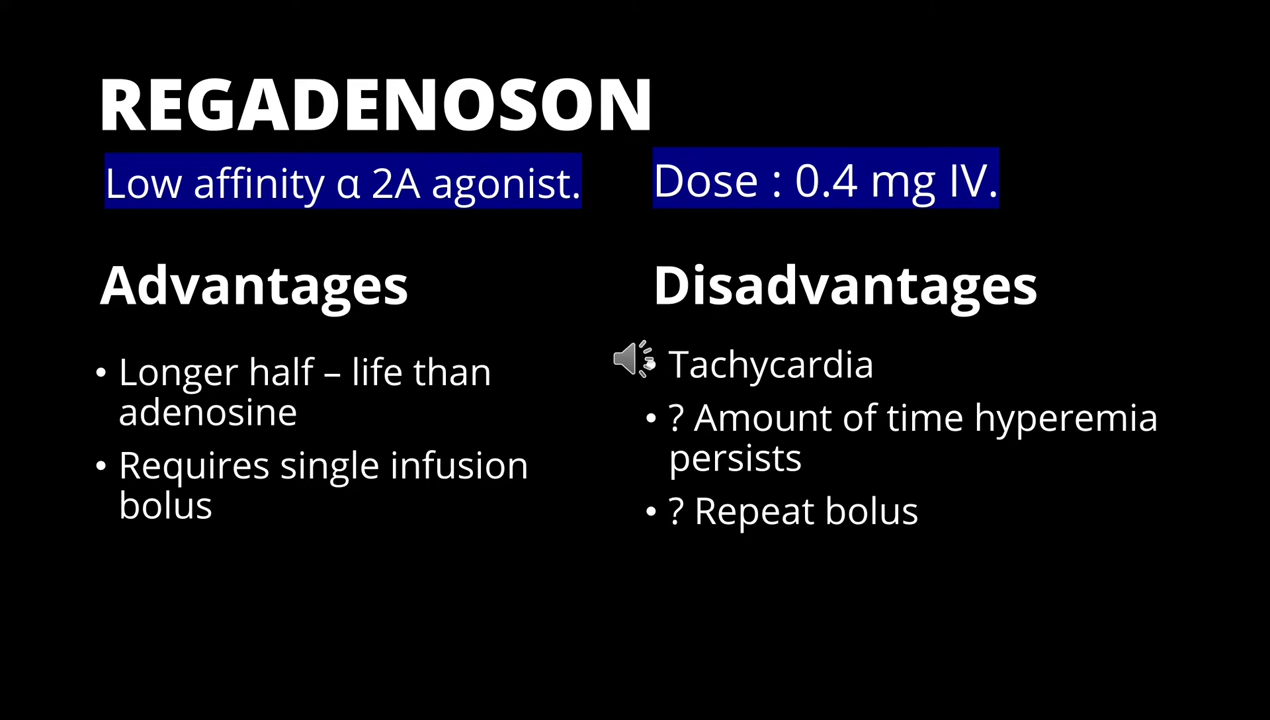 REGADENOSON
Low affinity α 2A agonist.
Dose : 0.4 mg IV.
Advantages
• Longer half – life than
adenosine
• Requires single infusion
bolus
Disadvantages
Tachycardia
• ? Amount of time hyperemia
persists
• ? Repeat bolus